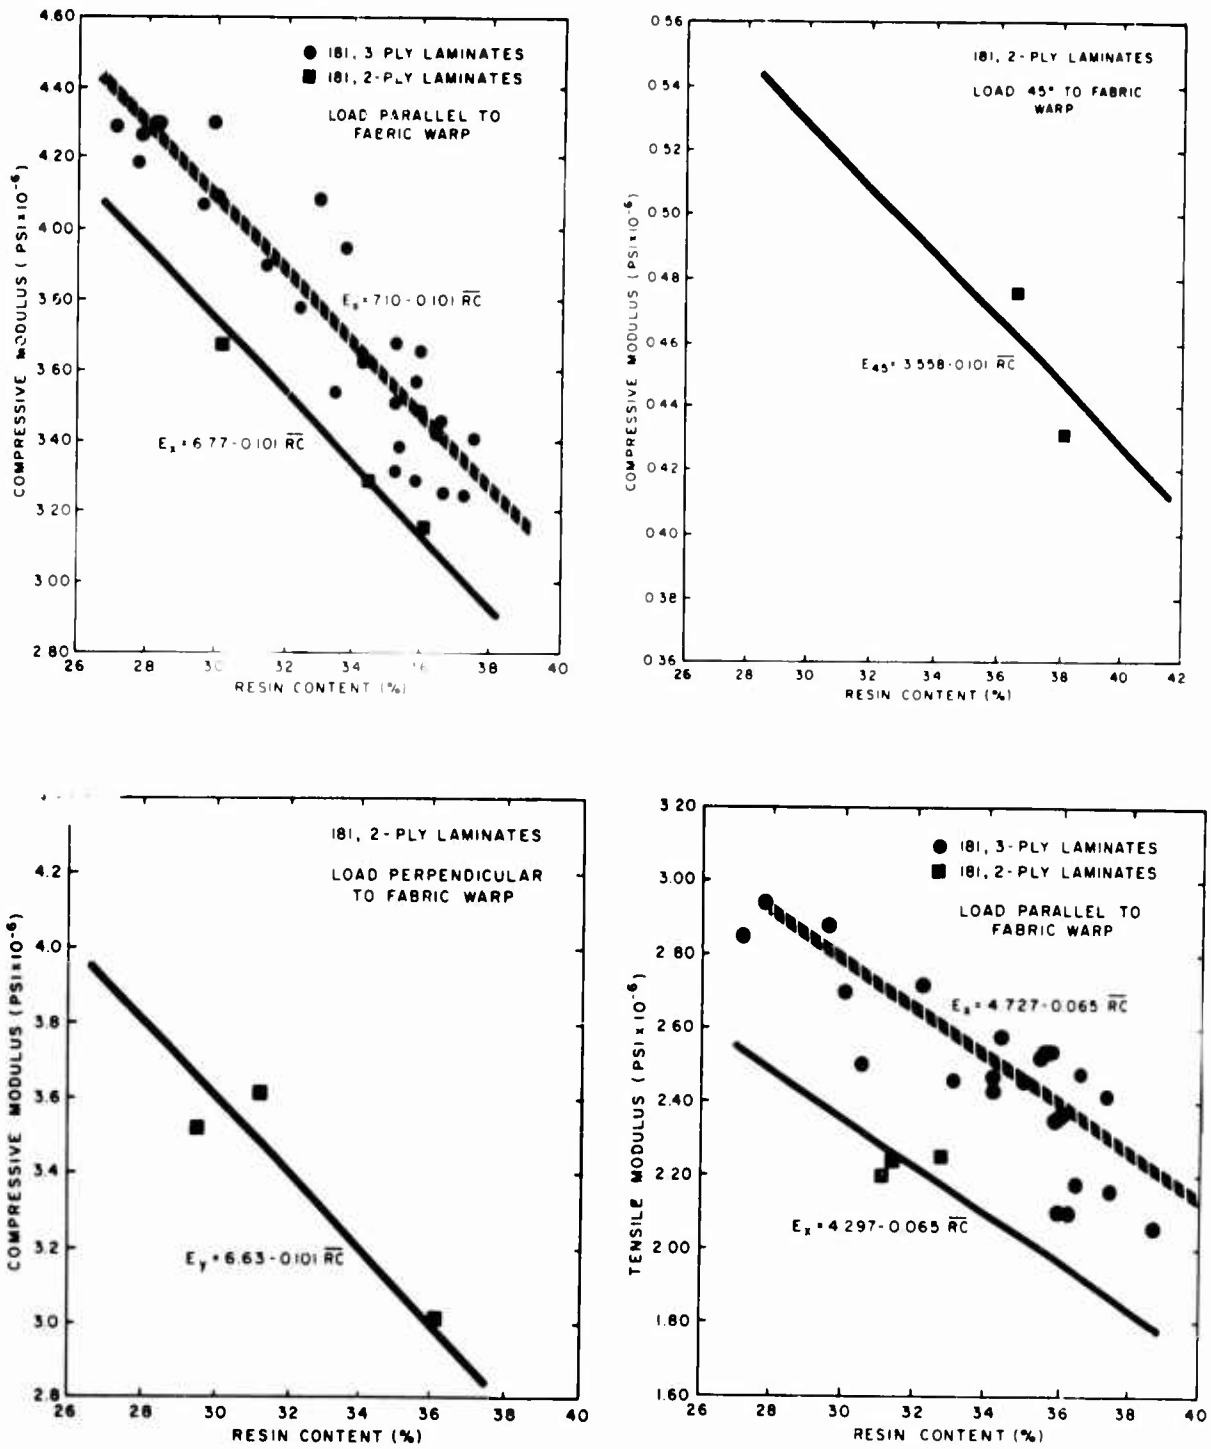 4.60
4.40
4.20
4.00
3.80
3.60
3.40
3.20
3.00
2.80
COMPRESSIVE MODULUS (PSI×10⁻⁶)
● 181, 3 PLY LAMINATES
■ 181, 2-PLY LAMINATES
LOAD PARALLEL TO
FABRIC WARP
Eₓ = 7.10-0.101 R̅C̅
Eₓ = 6.77-0.101 R̅C̅
26 28 30 32 34 36 38 40
RESIN CONTENT (%)
0.56
0.54
0.52
0.50
0.48
0.46
0.44
0.42
0.40
0.38
0.36
COMPRESSIVE MODULUS (PSI×10⁻⁶)
181, 2-PLY LAMINATES
LOAD 45° TO FABRIC
WARP
E₄₅ = 3.558-0.101 R̅C̅
26 28 30 32 34 36 38 40 42
RESIN CONTENT (%)
4.2
4.0
3.8
3.6
3.4
3.2
3.0
2.8
COMPRESSIVE MODULUS (PSI×10⁻⁶)
181, 2-PLY LAMINATES
LOAD PERPENDICULAR
TO FABRIC WARP
Eᵧ = 6.63-0.101 R̅C̅
26 28 30 32 34 36 38 40
RESIN CONTENT (%)
3.20
3.00
2.80
2.60
2.40
2.20
2.00
1.80
1.60
TENSILE MODULUS (PSI×10⁻⁶)
● 181, 3-PLY LAMINATES
■ 181, 2-PLY LAMINATES
LOAD PARALLEL TO
FABRIC WARP
Eₓ = 4.727-0.065 R̅C̅
Eₓ = 4.297-0.065 R̅C̅
26 28 30 32 34 36 38 40
RESIN CONTENT (%)